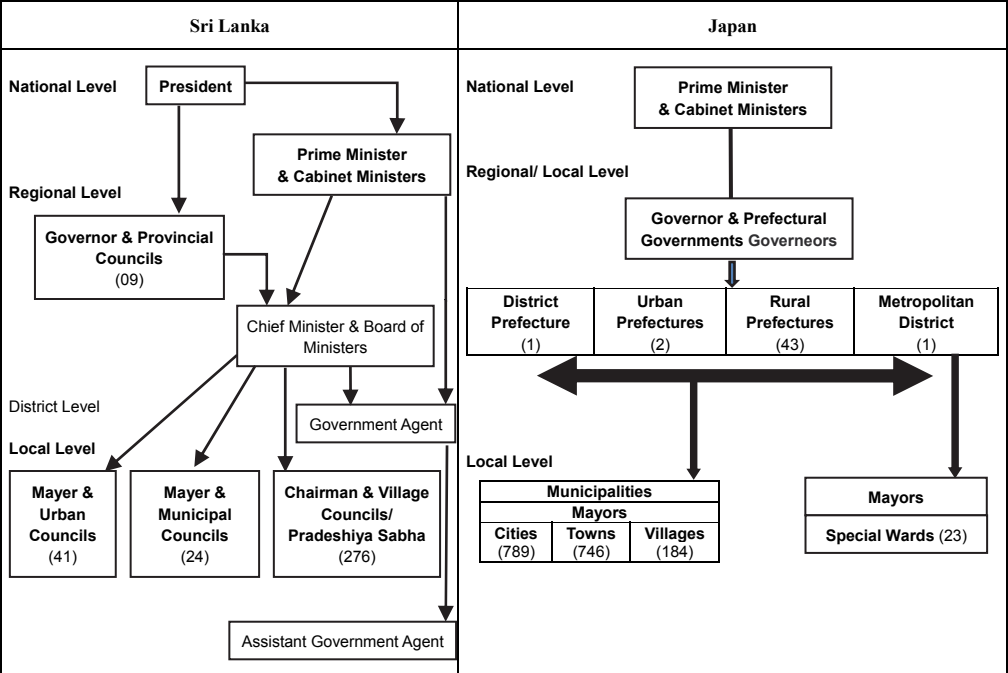 Sri Lanka
National Level
President
Prime Minister
& Cabinet Ministers
Regional Level
Governor & Provincial
Councils
(09)
Chief Minister & Board of
Ministers
District Level
Government Agent
Local Level
Mayer &
Urban
Councils
(41)
Mayer &
Municipal
Councils
(24)
Chairman & Village
Councils/
Pradeshiya Sabha
(276)
Assistant Government Agent
Japan
National Level
Prime Minister
& Cabinet Ministers
Regional/ Local Level
Governor & Prefectural
Governments Governeors
District
Prefecture
(1)
Urban
Prefectures
(2)
Rural
Prefectures
(43)
Metropolitan
District
(1)
Local Level
Municipalities
Mayors
Cities
(789)
Towns
(746)
Villages
(184)
Mayors
Special Wards (23)